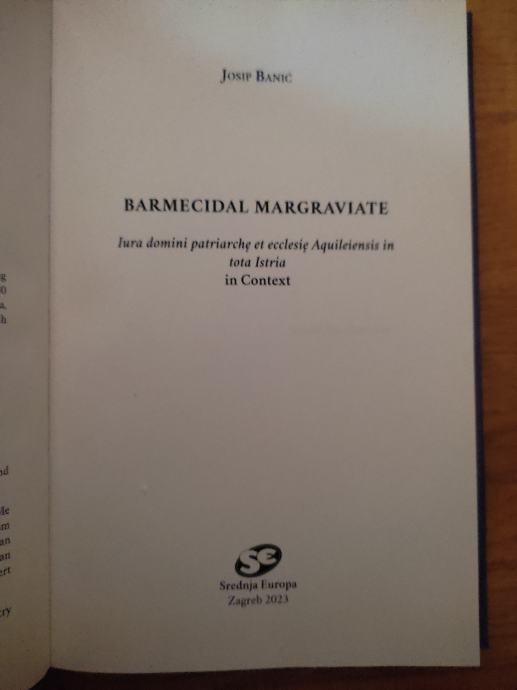 JOSIP BANIĆ
BARMECIDAL MARGRAVIATE
Iura domini patriarchę et ecclesię Aquileiensis in
tota Istria
in Context
Srednja Europa
Zagreb 2023